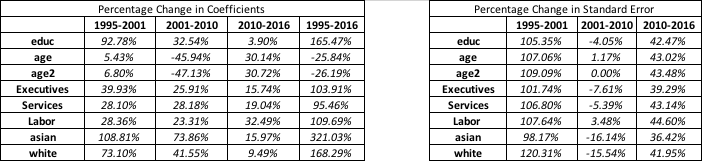 Percentage Change in Coefficients Percentage Change in Standard Error
1995-2001 2001-2010 2010-2016 1995-2016 1995-2001 2001-2010 2010-2016
educ 92.78% 32.54% 3.90% 165.47% educ 105.35% -4.05% 42.47%
age 5.43% -45.94% 30.14% -25.84% age 107.06% 1.17% 43.02%
age2 6.80% -47.13% 30.72% -26.19% age2 109.09% 0.00% 43.48%
Executives 39.93% 25.91% 15.74% 103.91% Executives 101.74% -7.61% 39.29%
Services 28.10% 28.18% 19.04% 95.46% Services 106.80% -5.39% 43.14%
Labor 28.36% 23.31% 32.49% 109.69% Labor 107.64% 3.48% 44.60%
asian 108.81% 73.86% 15.97% 321.03% asian 98.17% -16.14% 36.42%
white 73.10% 41.55% 9.49% 168.29% white 120.31% -15.54% 41.95%